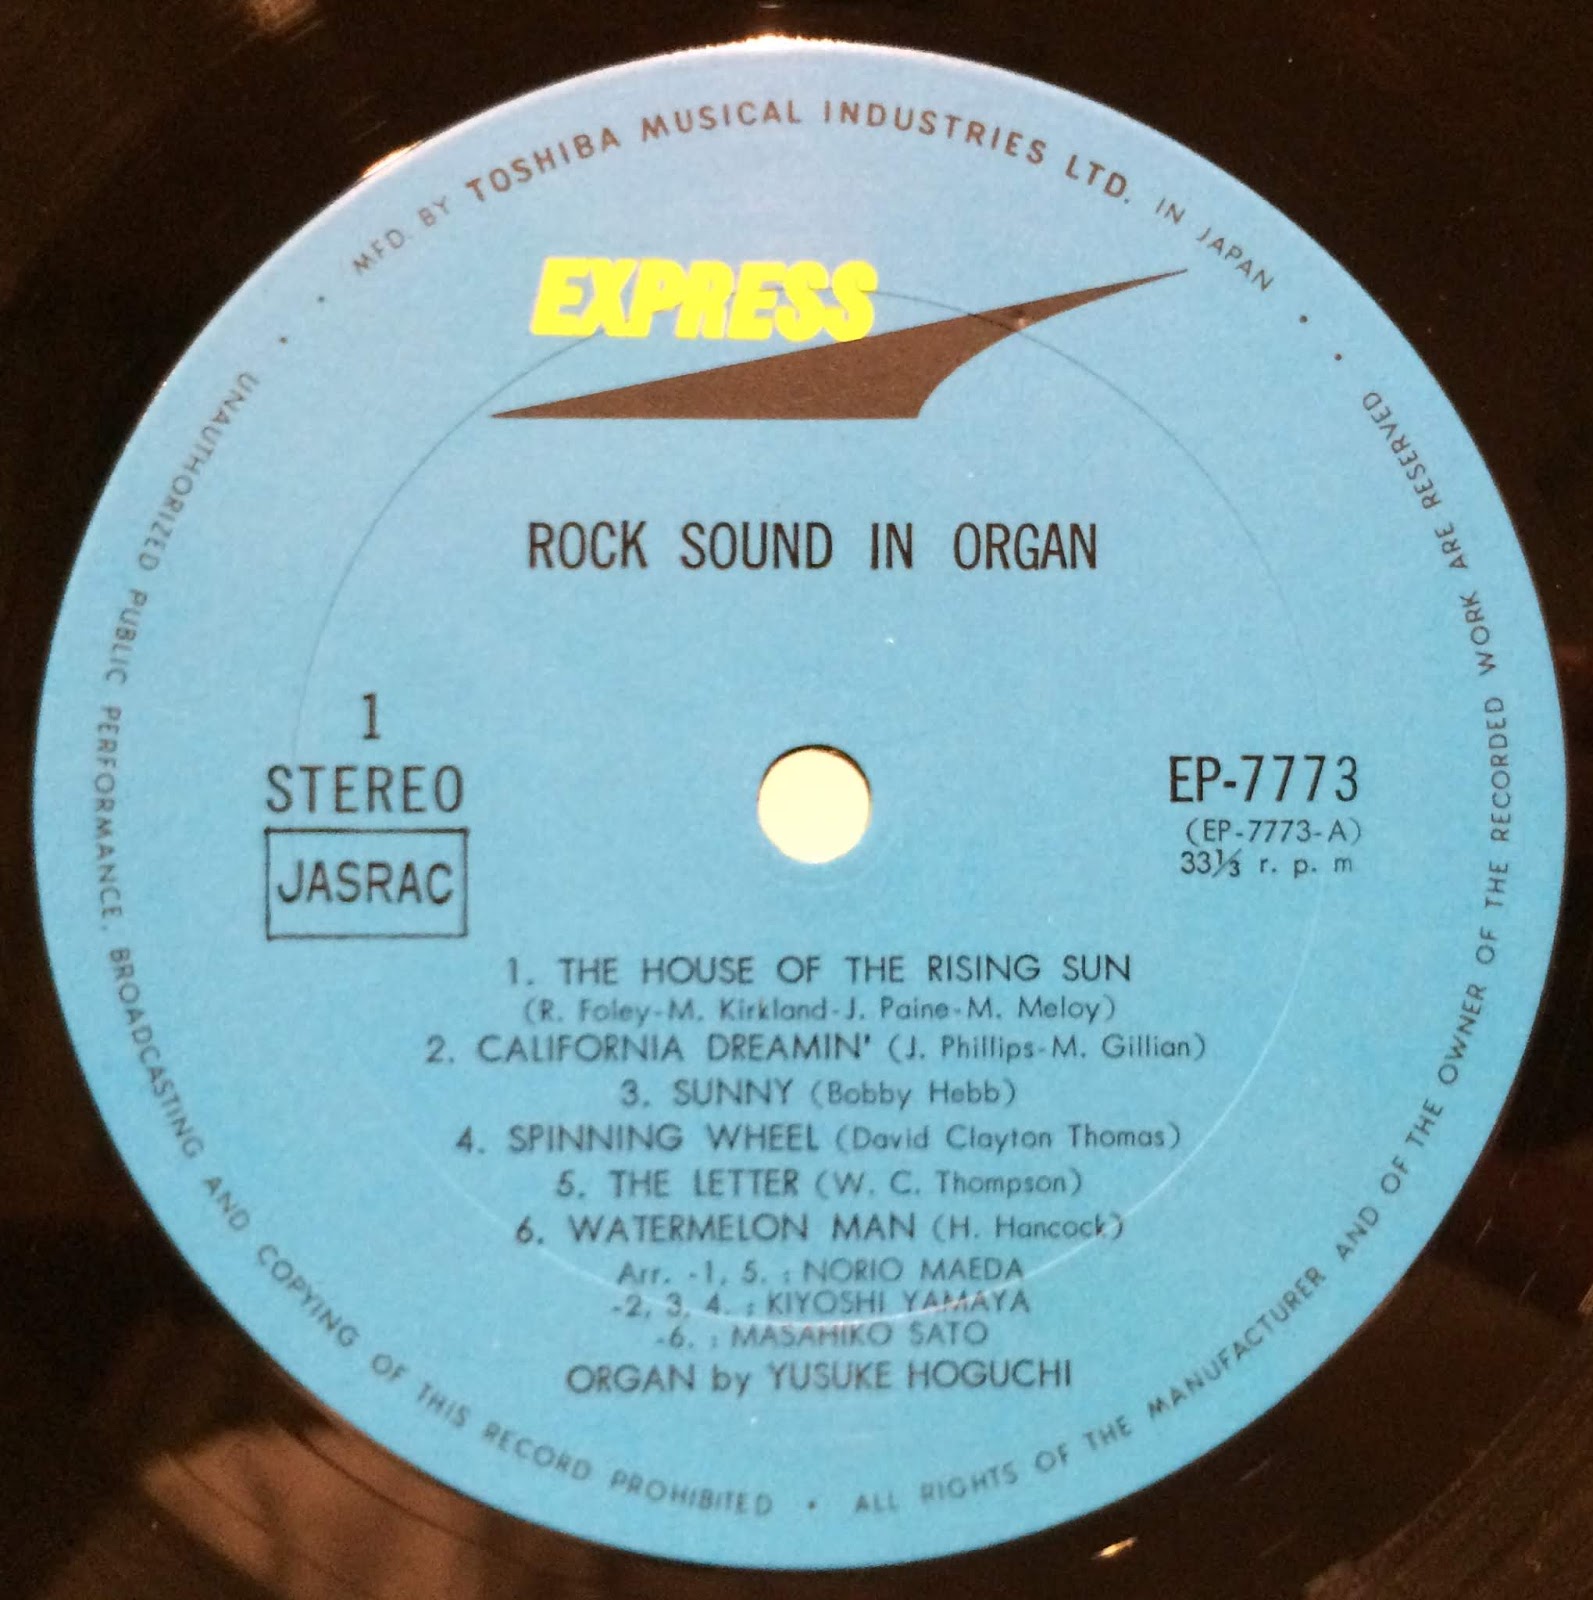 MFD. BY TOSHIBA MUSICAL INDUSTRIES LTD. IN JAPAN
EXPRESS
ROCK SOUND IN ORGAN
1
STEREO
JASRAC
EP-7773
(EP-7773-A)
33⅓ r. p. m
1. THE HOUSE OF THE RISING SUN
(R. Foley-M. Kirkland-J. Paine-M. Meloy)
2. CALIFORNIA DREAMIN' (J. Phillips-M. Gillian)
3. SUNNY (Bobby Hebb)
4. SPINNING WHEEL (David Clayton Thomas)
5. THE LETTER (W. C. Thompson)
6. WATERMELON MAN (H. Hancock)
Arr. -1, 5. : NORIO MAEDA
-2, 3, 4. : KIYOSHI YAMAYA
-6. : MASAHIKO SATO
ORGAN by YUSUKE HOGUCHI
UNAUTHORIZED PUBLIC PERFORMANCE, BROADCASTING AND COPYING OF THIS RECORD PROHIBITED • ALL RIGHTS OF THE MANUFACTURER AND OF THE OWNER OF THE RECORDED WORK ARE RESERVED